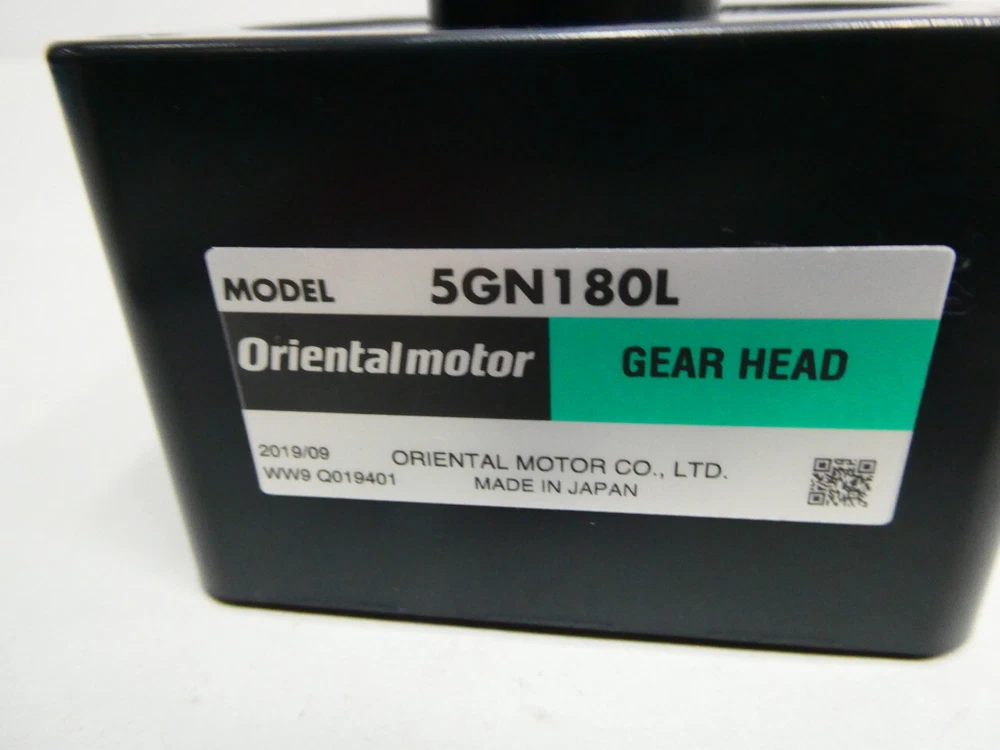 MODEL 5GN180L
Orientalmotor GEAR HEAD
2019/09
WW9 Q019401
ORIENTAL MOTOR CO., LTD.
MADE IN JAPAN